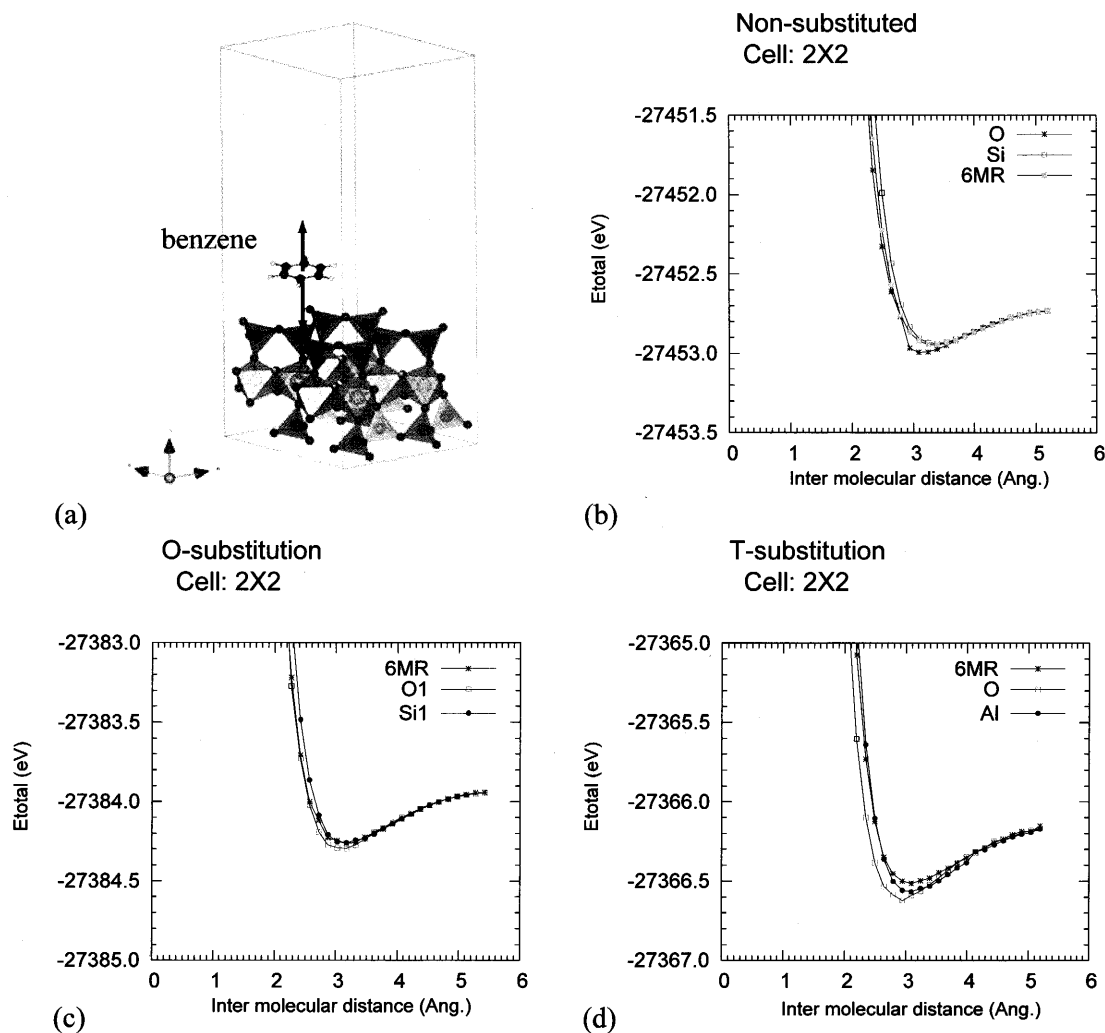 benzene
(a)
Non-substituted
Cell: 2X2
-27451.5
-27452.0
-27452.5
-27453.0
-27453.5
Etotal (eV)
O
Si
6MR
0 1 2 3 4 5 6
Inter molecular distance (Ang.)
(b)
O-substitution
Cell: 2X2
-27383.0
-27383.5
-27384.0
-27384.5
-27385.0
Etotal (eV)
6MR
O1
Si1
0 1 2 3 4 5 6
Inter molecular distance (Ang.)
(c)
T-substitution
Cell: 2X2
-27365.0
-27365.5
-27366.0
-27366.5
-27367.0
Etotal (eV)
6MR
O
Al
0 1 2 3 4 5 6
Inter molecular distance (Ang.)
(d)